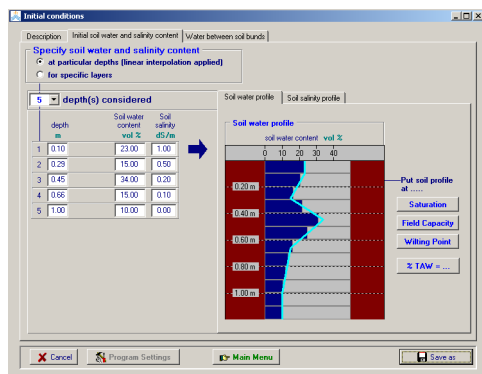 Initial conditions
Description
Initial soil water and salinity content
Water between soil bunds
Specify soil water and salinity content
at particular depths (linear interpolation applied)
for specific layers
5 depth(s) considered
depth Soil water content Soil salinity
m vol % dS/m
1 0.10 23.00 1.00
2 0.29 15.00 0.50
3 0.45 34.00 0.20
4 0.66 15.00 0.10
5 1.00 10.00 0.00
Soil water profile
Soil salinity profile
Soil water profile
soil water content vol %
0 10 20 30 40
0.20 m
0.40 m
0.60 m
0.80 m
1.00 m
Put soil profile
at .....
Saturation
Field Capacity
Wilting Point
% TAW = ...
Cancel
Program Settings
Main Menu
Save as